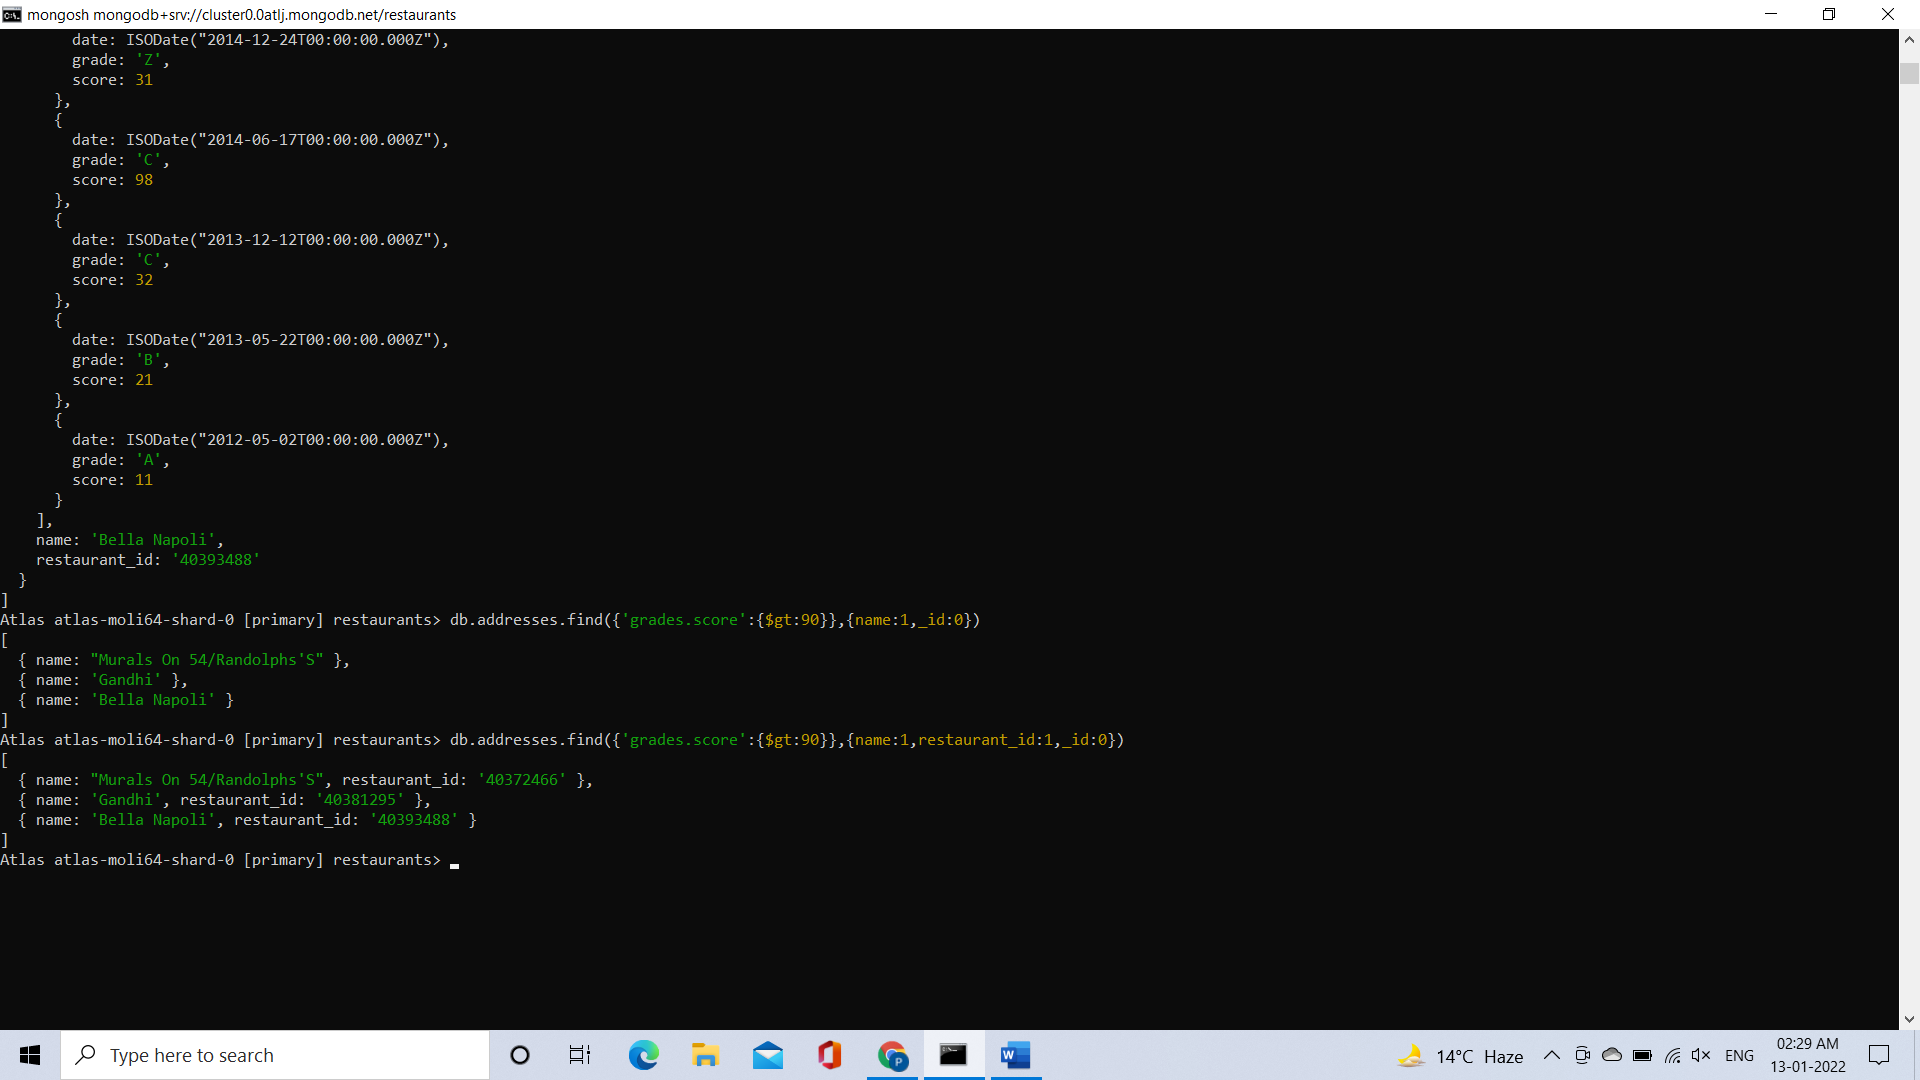 mongosh mongodb+srv://cluster0.0atlj.mongodb.net/restaurants
        date: ISODate("2014-12-24T00:00:00.000Z"),
        grade: 'Z',
        score: 31
      },
      {
        date: ISODate("2014-06-17T00:00:00.000Z"),
        grade: 'C',
        score: 98
      },
      {
        date: ISODate("2013-12-12T00:00:00.000Z"),
        grade: 'C',
        score: 32
      },
      {
        date: ISODate("2013-05-22T00:00:00.000Z"),
        grade: 'B',
        score: 21
      },
      {
        date: ISODate("2012-05-02T00:00:00.000Z"),
        grade: 'A',
        score: 11
      }
    ],
    name: 'Bella Napoli',
    restaurant_id: '40393488'
  }
]
Atlas atlas-moli64-shard-0 [primary] restaurants> db.addresses.find({'grades.score':{$gt:90}},{name:1,_id:0})
[
  { name: "Murals On 54/Randolphs'S" },
  { name: 'Gandhi' },
  { name: 'Bella Napoli' }
]
Atlas atlas-moli64-shard-0 [primary] restaurants> db.addresses.find({'grades.score':{$gt:90}},{name:1,restaurant_id:1,_id:0})
[
  { name: "Murals On 54/Randolphs'S", restaurant_id: '40372466' },
  { name: 'Gandhi', restaurant_id: '40381295' },
  { name: 'Bella Napoli', restaurant_id: '40393488' }
]
Atlas atlas-moli64-shard-0 [primary] restaurants>
Type here to search
14°C Haze
ENG
02:29 AM
13-01-2022